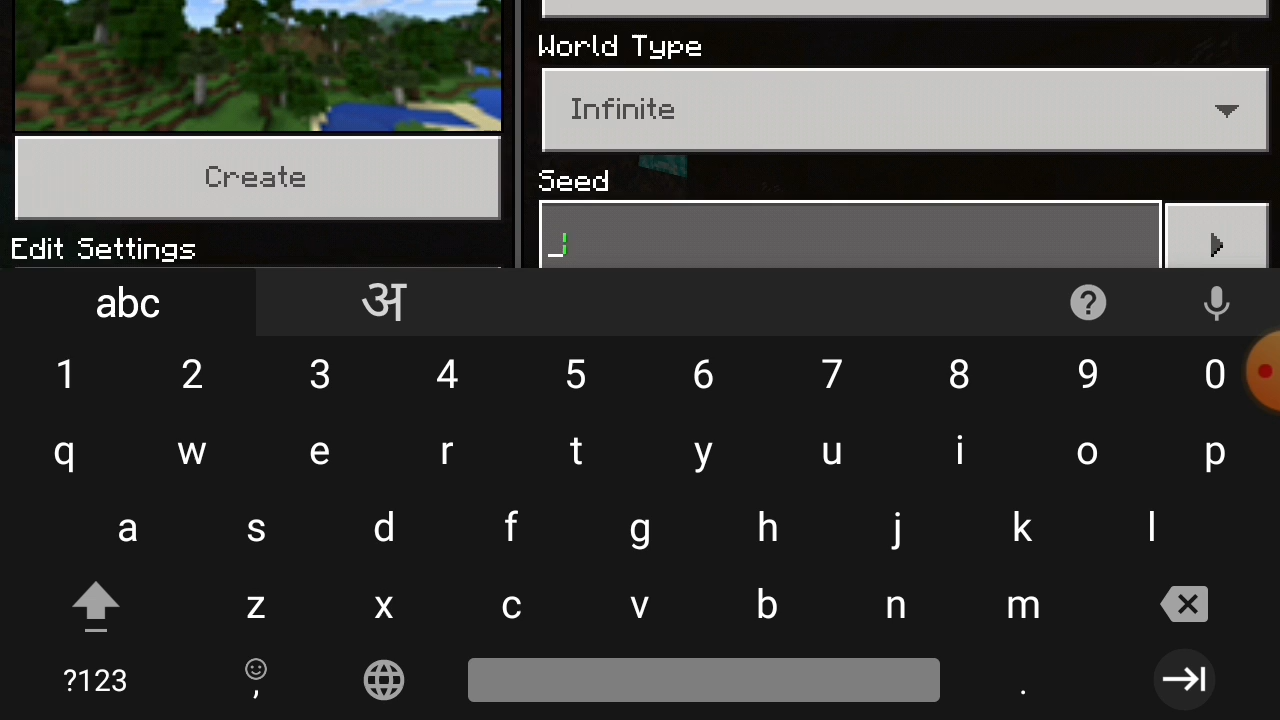 World Type
Infinite
Create
Seed
_
Edit Settings
abc
अ
?
1 2 3 4 5 6 7 8 9 0
q w e r t y u i o p
a s d f g h j k l
z x c v b n m
?123 , .